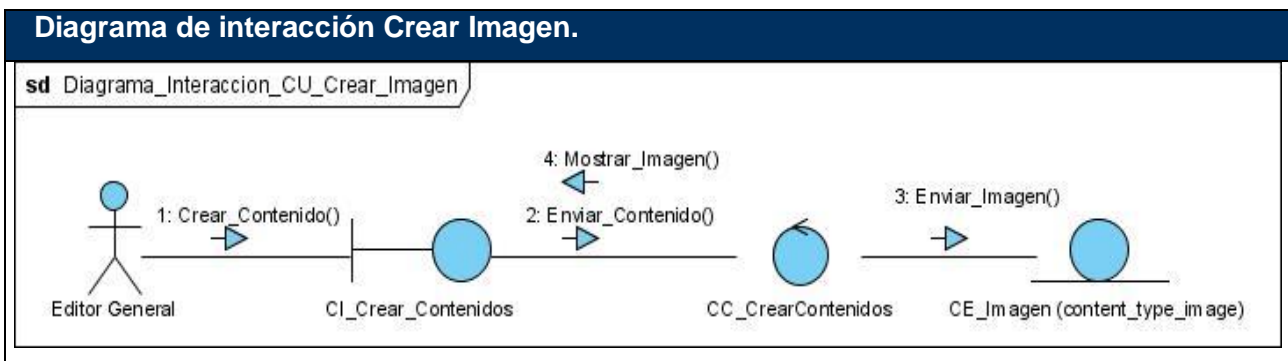 Diagrama de interacción Crear Imagen.
sd Diagrama_Interaccion_CU_Crear_Imagen
4: Mostrar_Imagen()
1: Crear_Contenido()
2: Enviar_Contenido()
3: Enviar_Imagen()
Editor General
CI_Crear_Contenidos
CC_CrearContenidos
CE_Imagen (content_type_image)